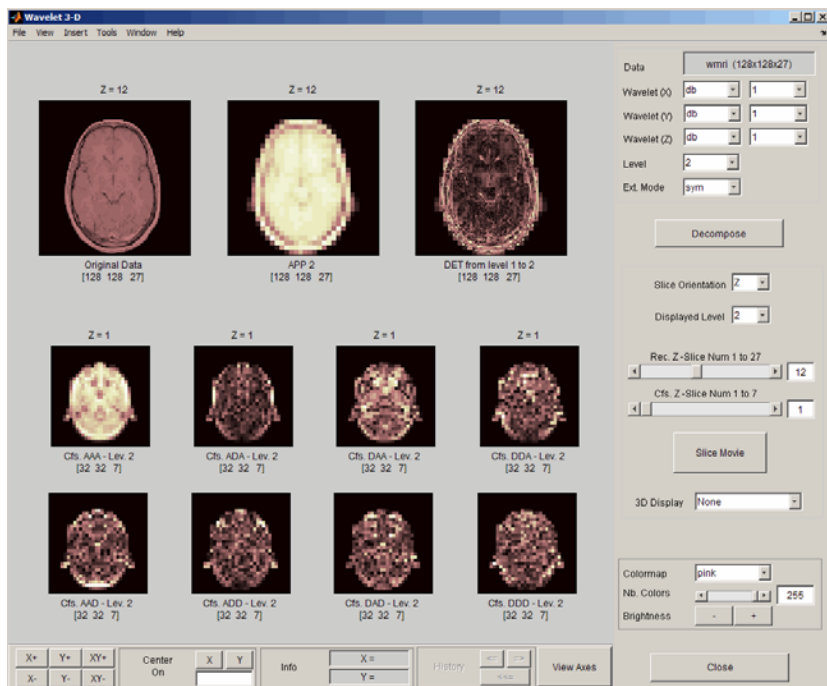 Wavelet 3-D
File View Insert Tools Window Help
Z = 12 Z = 12 Z = 12
Original Data APP 2 DET from level 1 to 2
[128 128 27] [128 128 27] [128 128 27]
Z = 1 Z = 1 Z = 1 Z = 1
Cfs. AAA - Lev. 2 Cfs. ADA - Lev. 2 Cfs. DAA - Lev. 2 Cfs. DDA - Lev. 2
[32 32 7] [32 32 7] [32 32 7] [32 32 7]
Cfs. AAD - Lev. 2 Cfs. ADD - Lev. 2 Cfs. DAD - Lev. 2 Cfs. DDD - Lev. 2
[32 32 7] [32 32 7] [32 32 7] [32 32 7]
Data wmri (128x128x27)
Wavelet (X) db 1
Wavelet (Y) db 1
Wavelet (Z) db 1
Level 2
Ext. Mode sym
Decompose
Slice Orientation Z
Displayed Level 2
Rec. Z-Slice Num 1 to 27
12
Cfs. Z-Slice Num 1 to 7
1
Slice Movie
3D Display None
Colormap pink
Nb. Colors 255
Brightness - +
X+ Y+ XY+
X- Y- XY-
Center On X Y
Info X =
Y =
History <- ->
<<-
View Axes
Close